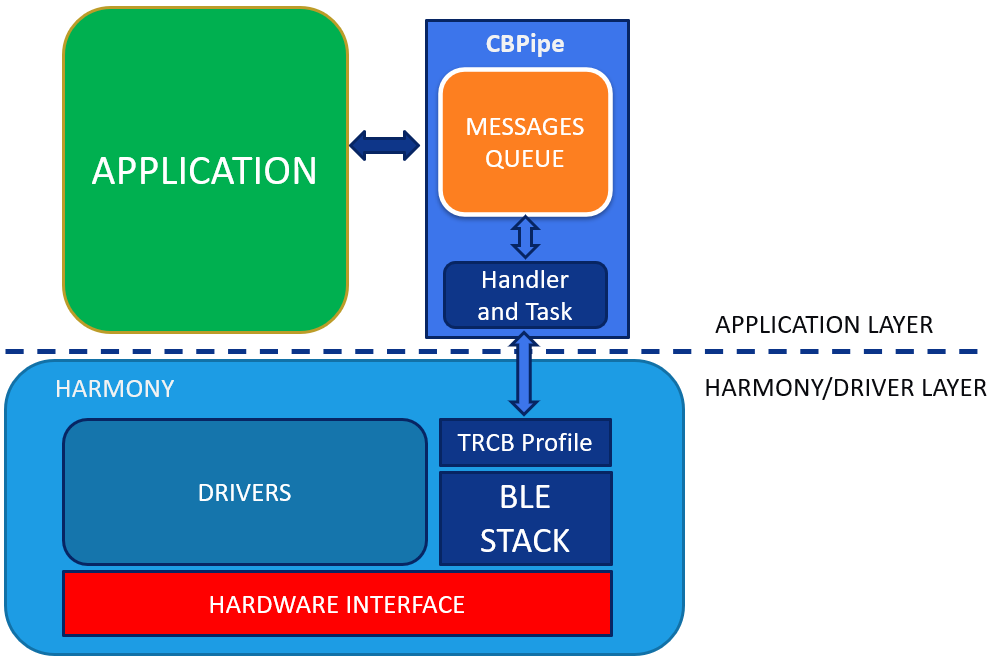 CBPipe
MESSAGES
QUEUE
APPLICATION
Handler
and Task
APPLICATION LAYER
HARMONY
HARMONY/DRIVER LAYER
TRCB Profile
DRIVERS
BLE
STACK
HARDWARE INTERFACE